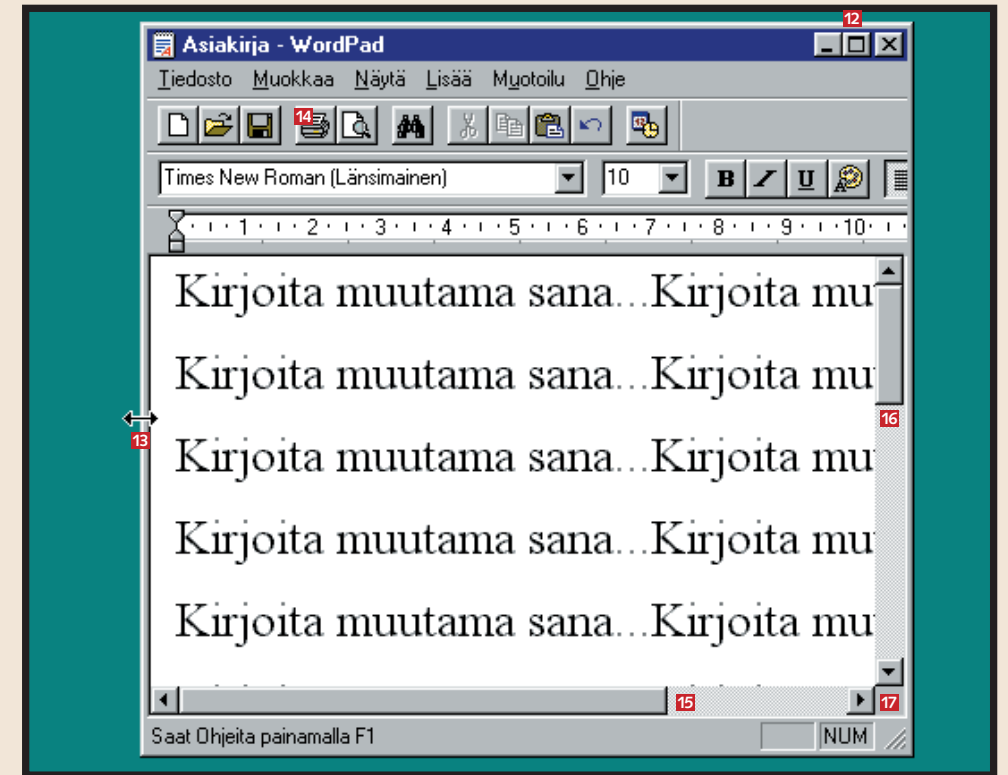 12
Asiakirja - WordPad
Tiedosto Muokkaa Näytä Lisää Muotoilu Ohje
14
Times New Roman (Länsimainen) 10 B I U
1 2 3 4 5 6 7 8 9 10
Kirjoita muutama sana...Kirjoita mu
Kirjoita muutama sana...Kirjoita mu
13 16
Kirjoita muutama sana...Kirjoita mu
Kirjoita muutama sana...Kirjoita mu
Kirjoita muutama sana...Kirjoita mu
15 17
Saat Ohjeita painamalla F1 NUM